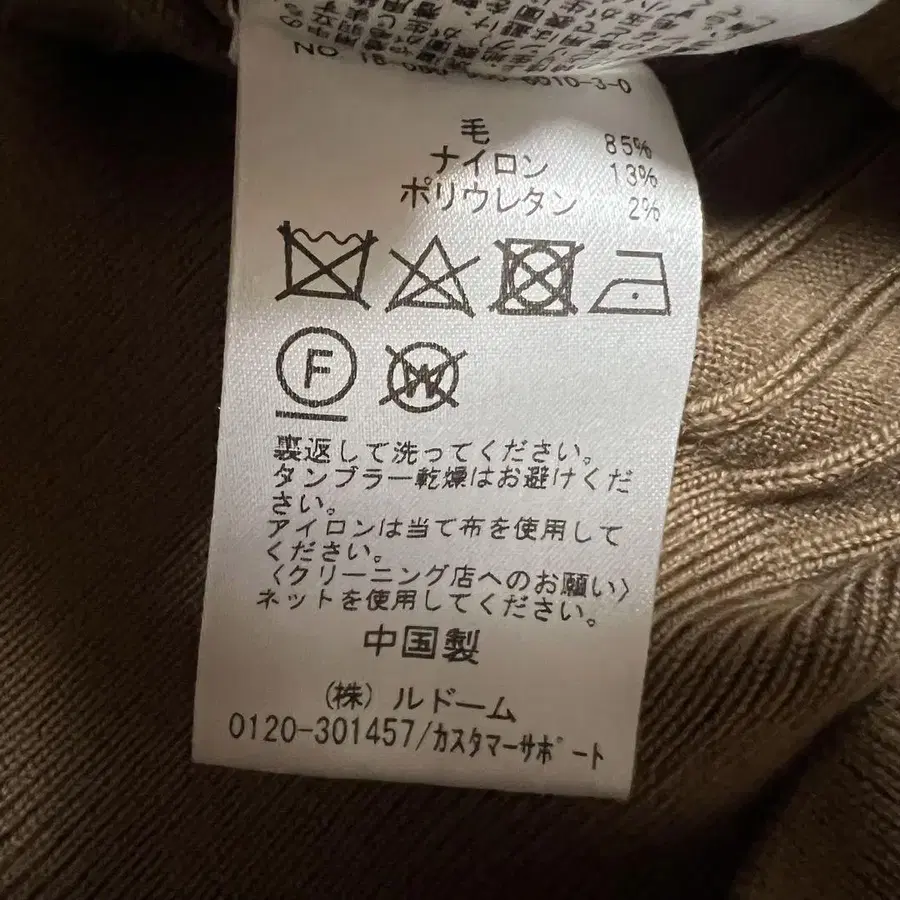 毛 85%
ナイロン 13%
ポリウレタン 2%
F
W
裏返して洗ってください。
タンブラー乾燥はお避けくだ
さい。
アイロンは当て布を使用して
ください。
〈クリーニング店へのお願い〉
ネットを使用してください。
中国製
(株)ルドーム
0120-301457/カスタマーサポート